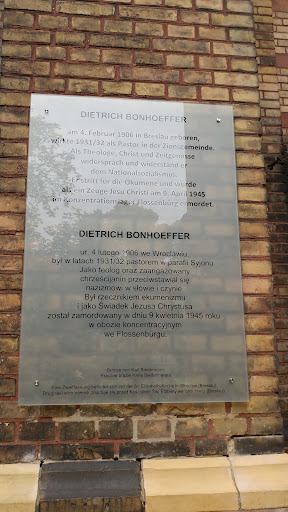 DIETRICH BONHOEFFER
am 4. Februar 1906 in Breslau geboren,
wirkte 1931/32 als Pastor in der Zionsgemeinde.
Als Theologe, Christ und Zeitgenosse
widersprach und widerstand er
dem Nationalsozialismus.
Er stritt für die Ökumene und wurde
als ein Zeuge Jesu Christi am 9. April 1945
im Konzentrationslager Flossenbürg ermordet.
DIETRICH BONHOEFFER
ur. 4 lutego 1906 we Wrocławiu,
był w latach 1931/32 pastorem w parafii Syjonu
Jako teolog oraz zaangażowany
chrześcijanin przeciwstawiał się
nazizmowi w słowie i czynie.
Był rzecznikiem ekumenizmu
i jako Świadek Jezusa Chrystusa
został zamordowany w dniu 9 kwietnia 1945 roku
w obozie koncentracyjnym
we Flossenbürgu.